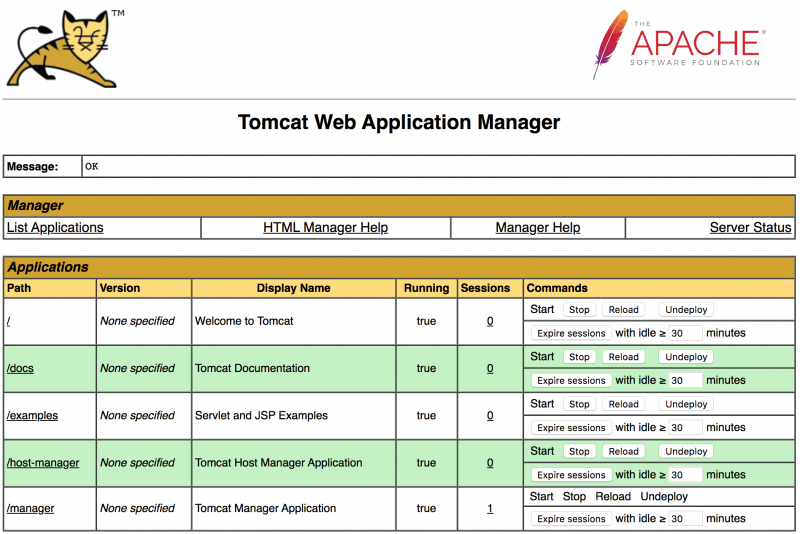 TM
THE
APACHE®
SOFTWARE FOUNDATION
Tomcat Web Application Manager
Message: OK
Manager
List Applications HTML Manager Help Manager Help Server Status
Applications
Path Version Display Name Running Sessions Commands
/ None specified Welcome to Tomcat true 0 Start Stop Reload Undeploy
Expire sessions with idle ≥ 30 minutes
/docs None specified Tomcat Documentation true 0 Start Stop Reload Undeploy
Expire sessions with idle ≥ 30 minutes
/examples None specified Servlet and JSP Examples true 0 Start Stop Reload Undeploy
Expire sessions with idle ≥ 30 minutes
/host-manager None specified Tomcat Host Manager Application true 0 Start Stop Reload Undeploy
Expire sessions with idle ≥ 30 minutes
/manager None specified Tomcat Manager Application true 1 Start Stop Reload Undeploy
Expire sessions with idle ≥ 30 minutes